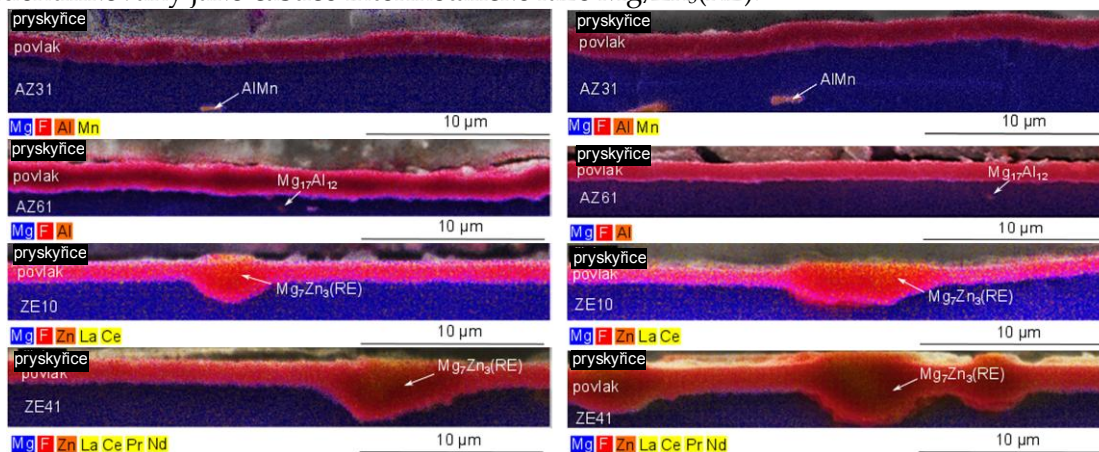 pryskyřice
povlak
AZ31
AlMn
Mg F Al Mn
10 µm
pryskyřice
povlak
AZ31
AlMn
Mg F Al Mn
10 µm
pryskyřice
povlak
Mg₁₇Al₁₂
AZ61
Mg F Al
10 µm
pryskyřice
povlak
Mg₁₇Al₁₂
AZ61
Mg F Al
10 µm
pryskyřice
povlak
Mg₇Zn₃(RE)
ZE10
Mg F Zn La Ce
10 µm
pryskyřice
povlak
Mg₇Zn₃(RE)
ZE10
Mg F Zn La Ce
10 µm
pryskyřice
povlak
Mg₇Zn₃(RE)
ZE41
Mg F Zn La Ce Pr Nd
10 µm
pryskyřice
povlak
Mg₇Zn₃(RE)
ZE41
Mg F Zn La Ce Pr Nd
10 µm